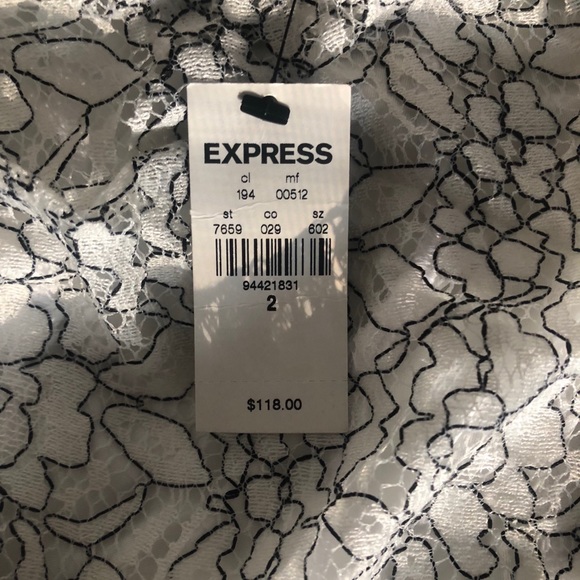 EXPRESS
cl mf
194 00512
st co sz
7659 029 602
94421831
2
$118.00